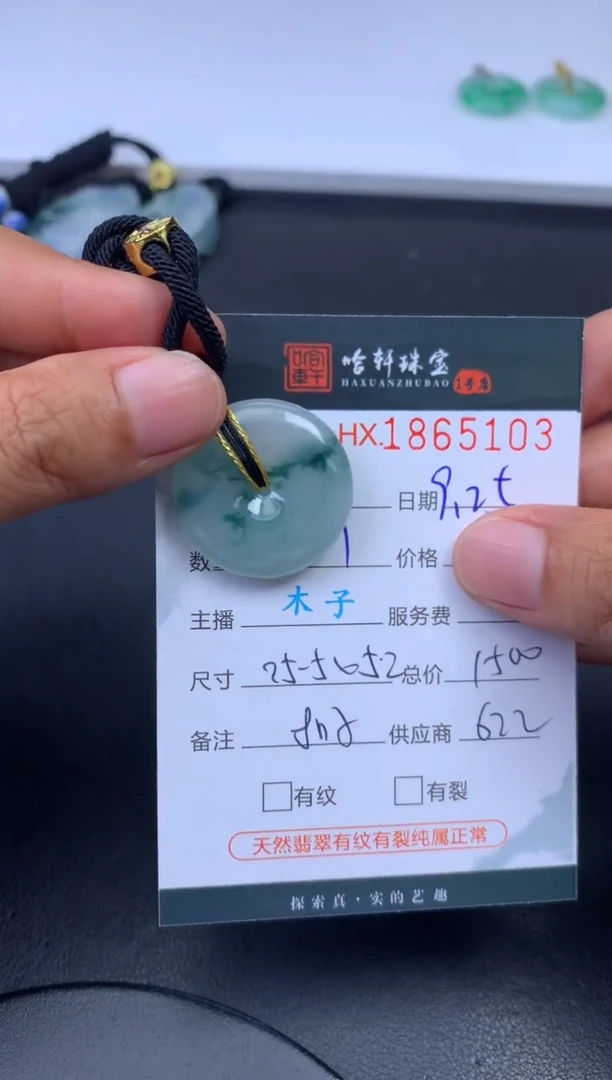 哈轩珠宝
HAXUANZHUBAO 1号店
HX.1865103
日期 9.25
数 1 价格
主播 木子 服务费
尺寸 总价 1500
备注 供应商 622
有纹 有裂
天然翡翠有纹有裂纯属正常
探索真·实的艺趣